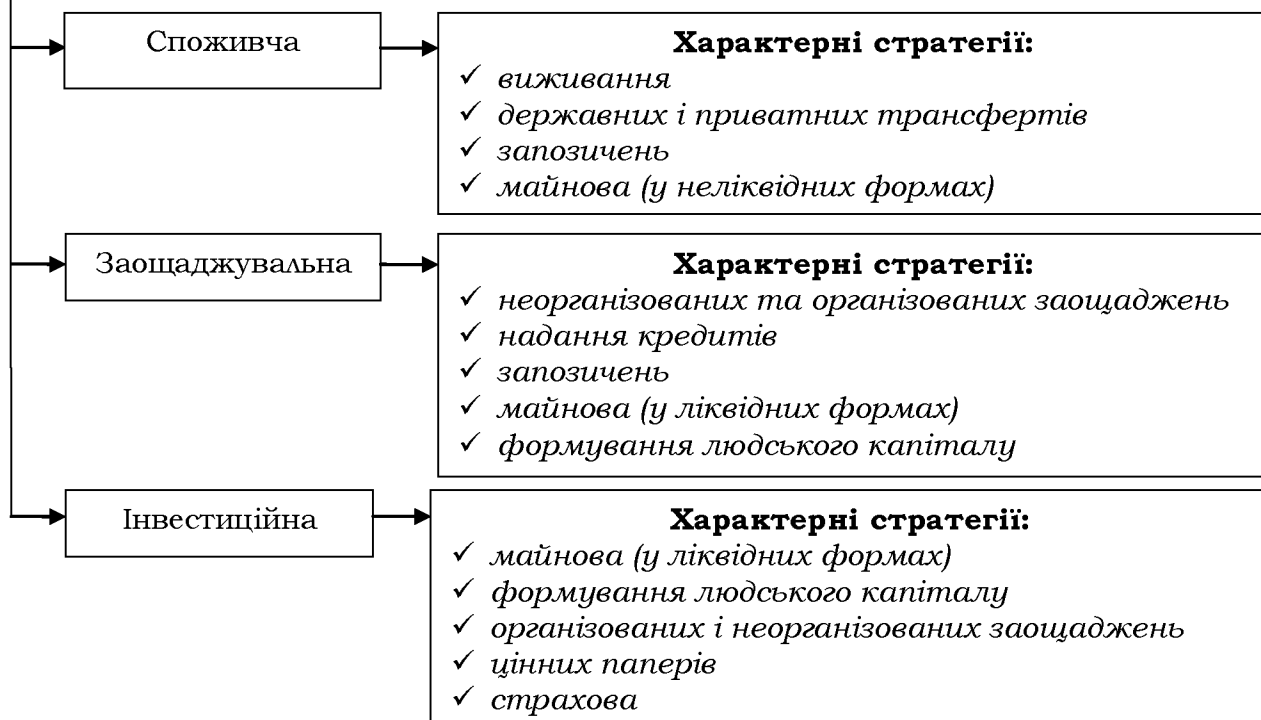 Споживча
Характерні стратегії:
✓ виживання
✓ державних і приватних трансфертів
✓ запозичень
✓ майнова (у неліквідних формах)
Заощаджувальна
Характерні стратегії:
✓ неорганізованих та організованих заощаджень
✓ надання кредитів
✓ запозичень
✓ майнова (у ліквідних формах)
✓ формування людського капіталу
Інвестиційна
Характерні стратегії:
✓ майнова (у ліквідних формах)
✓ формування людського капіталу
✓ організованих і неорганізованих заощаджень
✓ цінних паперів
✓ страхова